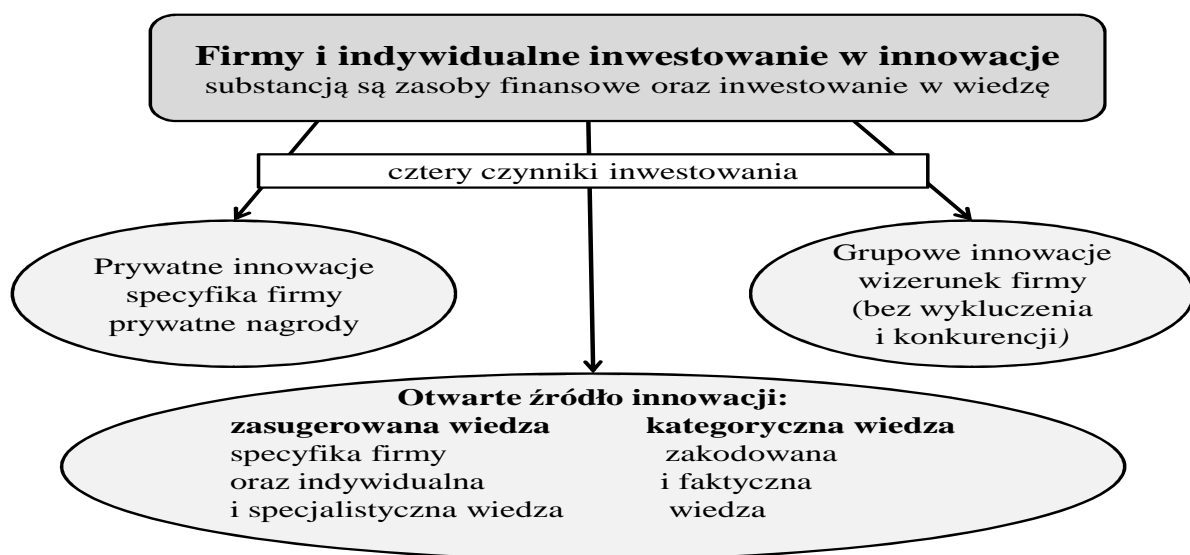 Firmy i indywidualne inwestowanie w innowacje
substancją są zasoby finansowe oraz inwestowanie w wiedzę
cztery czynniki inwestowania
Prywatne innowacje
specyfika firmy
prywatne nagrody
Grupowe innowacje
wizerunek firmy
(bez wykluczenia
i konkurencji)
Otwarte źródło innowacji:
zasugerowana wiedza
specyfika firmy
oraz indywidualna
i specjalistyczna wiedza
kategoryczna wiedza
zakodowana
i faktyczna
wiedza